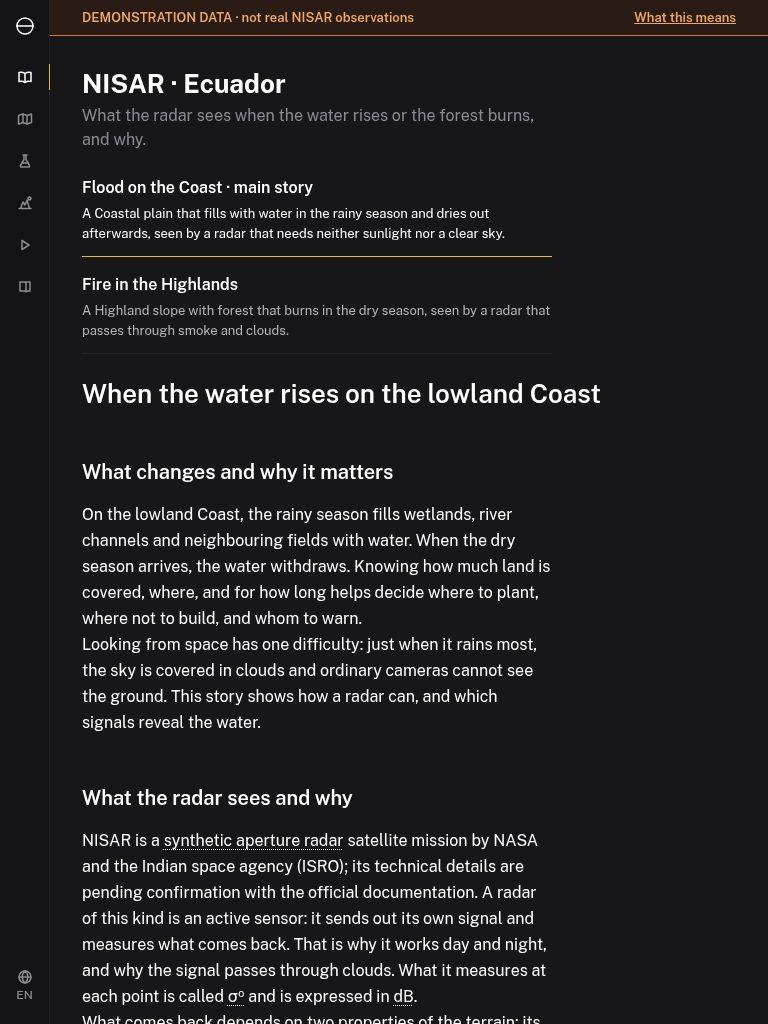 DEMONSTRATION DATA · not real NISAR observations
What this means
NISAR · Ecuador
What the radar sees when the water rises or the forest burns,
and why.
Flood on the Coast · main story
A Coastal plain that fills with water in the rainy season and dries out
afterwards, seen by a radar that needs neither sunlight nor a clear sky.
Fire in the Highlands
A Highland slope with forest that burns in the dry season, seen by a radar that
passes through smoke and clouds.
When the water rises on the lowland Coast
What changes and why it matters
On the lowland Coast, the rainy season fills wetlands, river
channels and neighbouring fields with water. When the dry
season arrives, the water withdraws. Knowing how much land is
covered, where, and for how long helps decide where to plant,
where not to build, and whom to warn.
Looking from space has one difficulty: just when it rains most,
the sky is covered in clouds and ordinary cameras cannot see
the ground. This story shows how a radar can, and which
signals reveal the water.
What the radar sees and why
NISAR is a synthetic aperture radar satellite mission by NASA
and the Indian space agency (ISRO); its technical details are
pending confirmation with the official documentation. A radar
of this kind is an active sensor: it sends out its own signal and
measures what comes back. That is why it works day and night,
and why the signal passes through clouds. What it measures at
each point is called σº and is expressed in dB.
What comes back depends on two properties of the terrain: its
EN